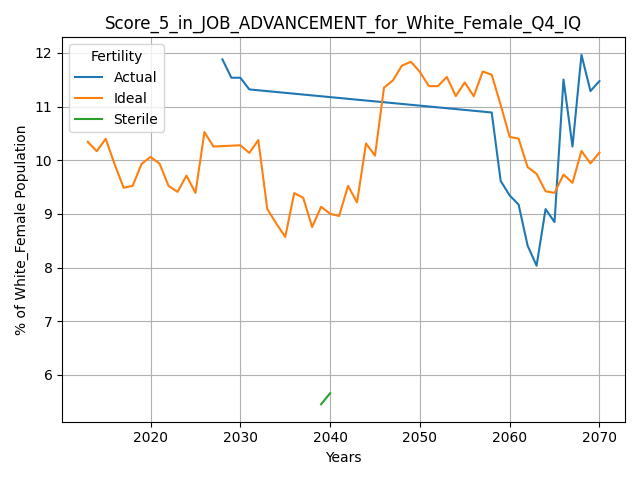 Score_5_in_JOB_ADVANCEMENT_for_White_Female_Q4_IQ
Fertility
Actual
Ideal
Sterile
% of White_Female Population
12
11
10
9
8
7
6
2020 2030 2040 2050 2060 2070
Years